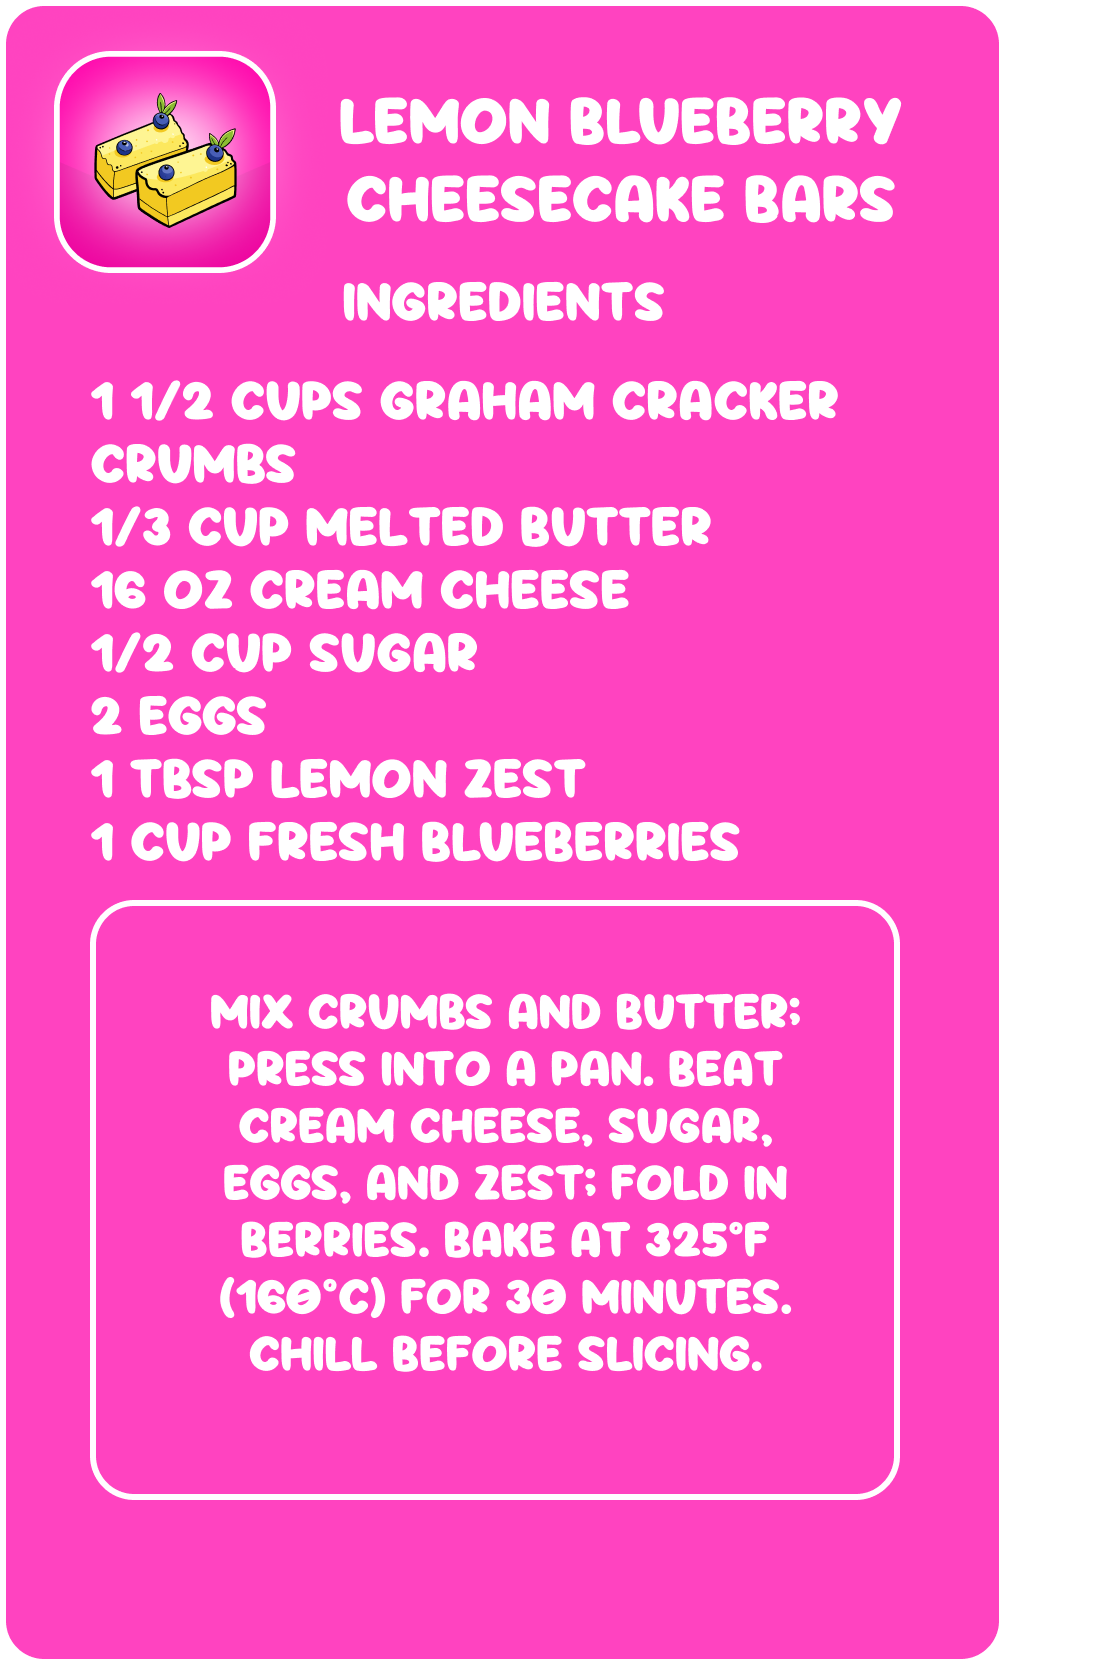 LEMON BLUEBERRY
CHEESECAKE BARS
INGREDIENTS
1 1/2 CUPS GRAHAM CRACKER
CRUMBS
1/3 CUP MELTED BUTTER
16 OZ CREAM CHEESE
1/2 CUP SUGAR
2 EGGS
1 TBSP LEMON ZEST
1 CUP FRESH BLUEBERRIES
MIX CRUMBS AND BUTTER;
PRESS INTO A PAN. BEAT
CREAM CHEESE, SUGAR,
EGGS, AND ZEST; FOLD IN
BERRIES. BAKE AT 325°F
(160°C) FOR 30 MINUTES.
CHILL BEFORE SLICING.